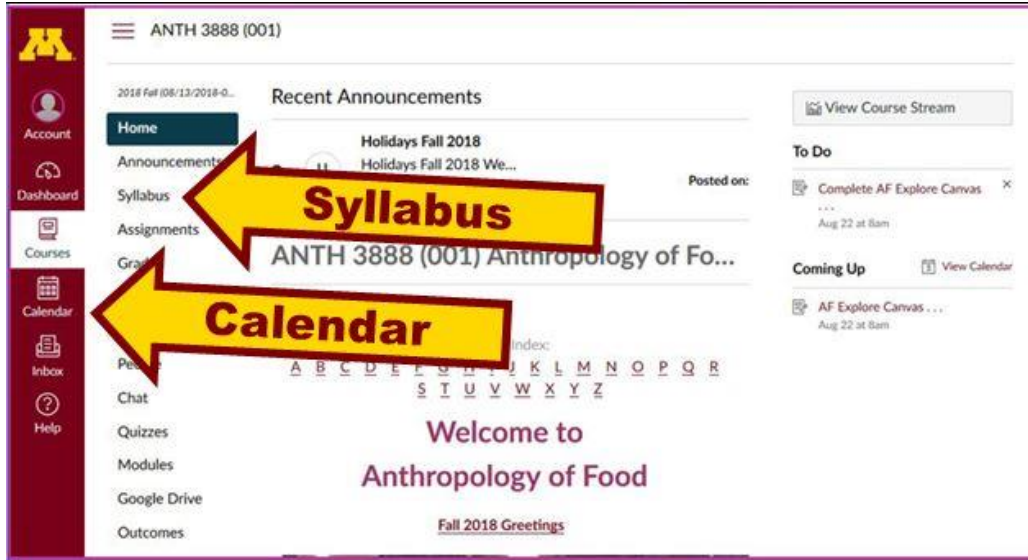 ANTH 3888 (001)
Account
Dashboard
Courses
Calendar
Inbox
Help
2018 Fall (08/13/2018-0...
Home
Announcements
Syllabus
Assignments
Chat
Quizzes
Modules
Google Drive
Outcomes
Recent Announcements
Holidays Fall 2018
Holidays Fall 2018 We...
Posted on:
Syllabus
ANTH 3888 (001) Anthropology of Fo...
Calendar
Index:
A B C D E F G H I J K L M N O P Q R
S T U V W X Y Z
Welcome to
Anthropology of Food
Fall 2018 Greetings
View Course Stream
To Do
Complete AF Explore Canvas
...
Aug 22 at 8am
Coming Up
View Calendar
AF Explore Canvas . . .
Aug 22 at 8am